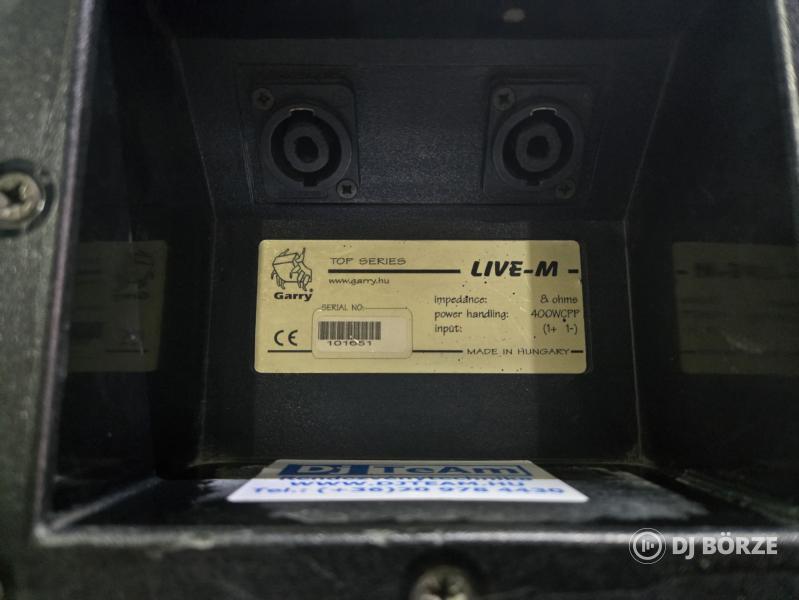 TOP SERIES
LIVE-M
www.garry.hu
Garry®
impedance: 8 ohms
SERIAL NO:
power handling: 400WCPP
input: (1+ 1-)
CE
101651
MADE IN HUNGARY
DJ TeAm
WWW.DJTEAM.HU
Tel.: (+36)20 978 4430
DJ BÖRZE